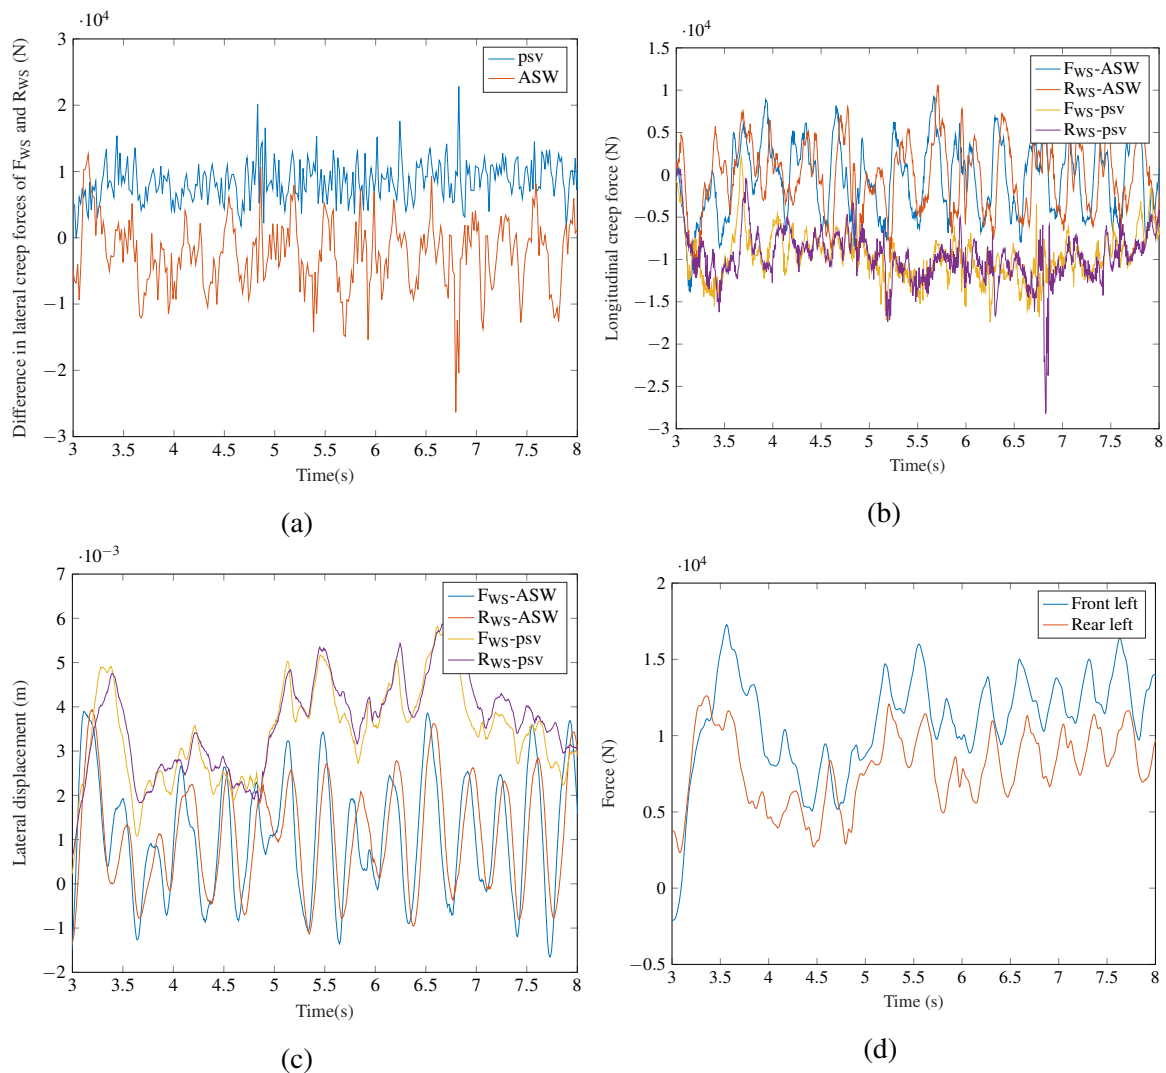 ·10⁴
3
2
1
0
−1
−2
−3
3 3.5 4 4.5 5 5.5 6 6.5 7 7.5 8
Time(s)
Difference in lateral creep forces of F_WS and R_WS (N)
psv
ASW
(a)
·10⁴
1.5
1
0.5
0
−0.5
−1
−1.5
−2
−2.5
−3
3 3.5 4 4.5 5 5.5 6 6.5 7 7.5 8
Time(s)
Longitudinal creep force (N)
F_WS-ASW
R_WS-ASW
F_WS-psv
R_WS-psv
(b)
·10⁻³
7
6
5
4
3
2
1
0
−1
−2
3 3.5 4 4.5 5 5.5 6 6.5 7 7.5 8
Time(s)
Lateral displacement (m)
F_WS-ASW
R_WS-ASW
F_WS-psv
R_WS-psv
(c)
·10⁴
2
1.5
1
0.5
0
−0.5
3 3.5 4 4.5 5 5.5 6 6.5 7 7.5 8
Time (s)
Force (N)
Front left
Rear left
(d)